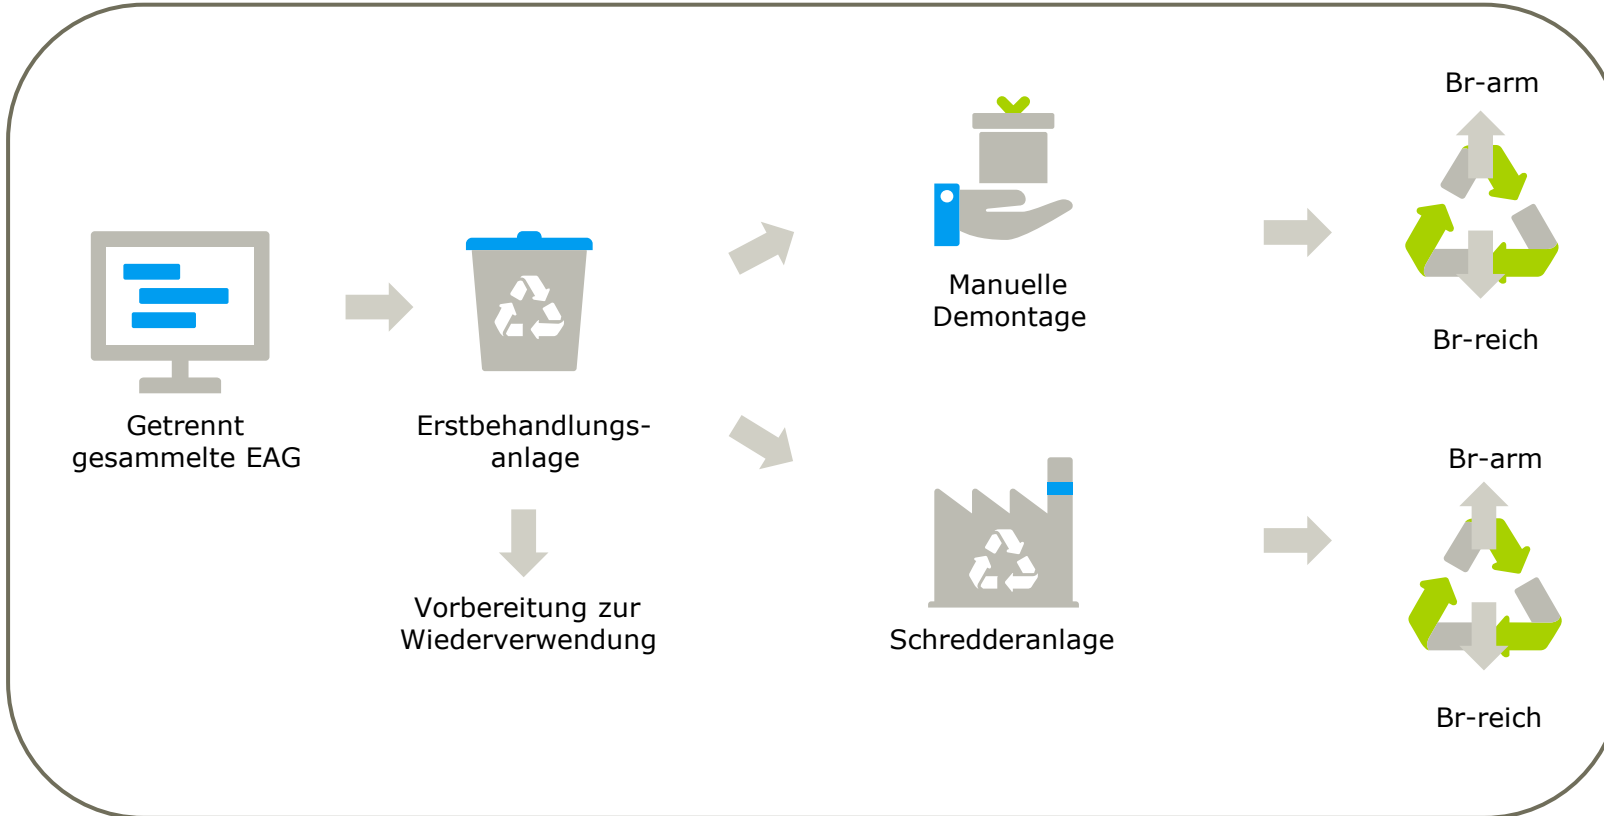 Getrennt
gesammelte EAG
Erstbehandlungs-
anlage
Vorbereitung zur
Wiederverwendung
Manuelle
Demontage
Br-arm
Br-reich
Schredderanlage
Br-arm
Br-reich